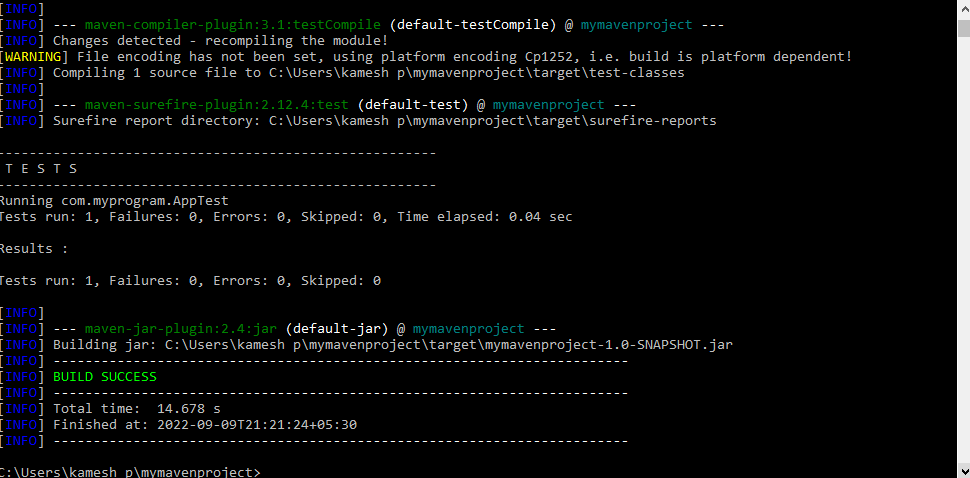 [INFO]
[INFO] --- maven-compiler-plugin:3.1:testCompile (default-testCompile) @ mymavenproject ---
[INFO] Changes detected - recompiling the module!
[WARNING] File encoding has not been set, using platform encoding Cp1252, i.e. build is platform dependent!
[INFO] Compiling 1 source file to C:\Users\kamesh p\mymavenproject\target\test-classes
[INFO]
[INFO] --- maven-surefire-plugin:2.12.4:test (default-test) @ mymavenproject ---
[INFO] Surefire report directory: C:\Users\kamesh p\mymavenproject\target\surefire-reports
-------------------------------------------------------
T E S T S
-------------------------------------------------------
Running com.myprogram.AppTest
Tests run: 1, Failures: 0, Errors: 0, Skipped: 0, Time elapsed: 0.04 sec
Results :
Tests run: 1, Failures: 0, Errors: 0, Skipped: 0
[INFO]
[INFO] --- maven-jar-plugin:2.4:jar (default-jar) @ mymavenproject ---
[INFO] Building jar: C:\Users\kamesh p\mymavenproject\target\mymavenproject-1.0-SNAPSHOT.jar
[INFO] ------------------------------------------------------------------------
[INFO] BUILD SUCCESS
[INFO] ------------------------------------------------------------------------
[INFO] Total time:  14.678 s
[INFO] Finished at: 2022-09-09T21:21:24+05:30
[INFO] ------------------------------------------------------------------------
C:\Users\kamesh p\mymavenproject>